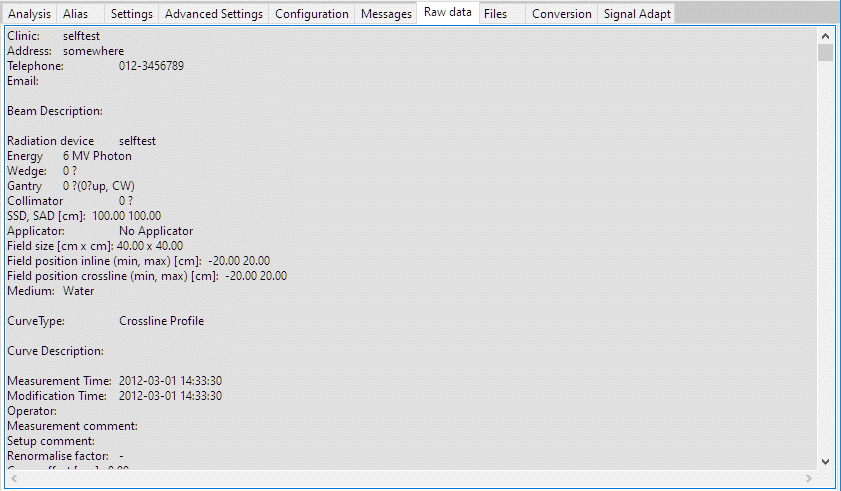 Analysis Alias Settings Advanced Settings Configuration Messages Raw data Files Conversion Signal Adapt
Clinic: selftest
Address: somewhere
Telephone: 012-3456789
Email:
Beam Description:
Radiation device selftest
Energy 6 MV Photon
Wedge: 0 ?
Gantry 0 ?(0?up, CW)
Collimator 0 ?
SSD, SAD [cm]: 100.00 100.00
Applicator: No Applicator
Field size [cm x cm]: 40.00 x 40.00
Field position inline (min, max) [cm]: -20.00 20.00
Field position crossline (min, max) [cm]: -20.00 20.00
Medium: Water
CurveType: Crossline Profile
Curve Description:
Measurement Time: 2012-03-01 14:33:30
Modification Time: 2012-03-01 14:33:30
Operator:
Measurement comment:
Setup comment:
Renormalise factor: -